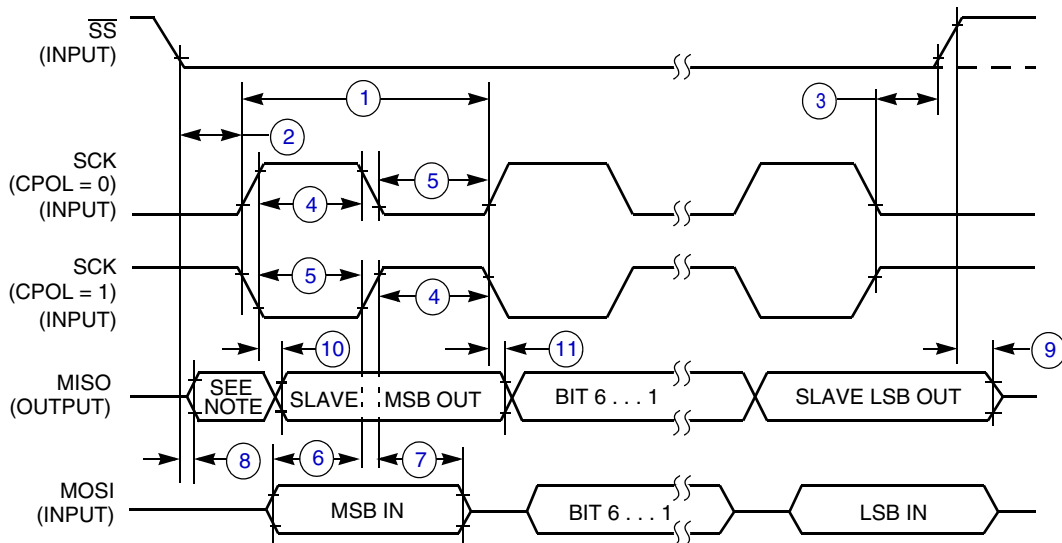 SS
(INPUT)
1
3
2
SCK
(CPOL = 0)
(INPUT)
5
4
SCK
(CPOL = 1)
(INPUT)
5
4
10
11
9
MISO
(OUTPUT)
SEE
NOTE
SLAVE
MSB OUT
BIT 6 . . . 1
SLAVE LSB OUT
8
6
7
MOSI
(INPUT)
MSB IN
BIT 6 . . . 1
LSB IN